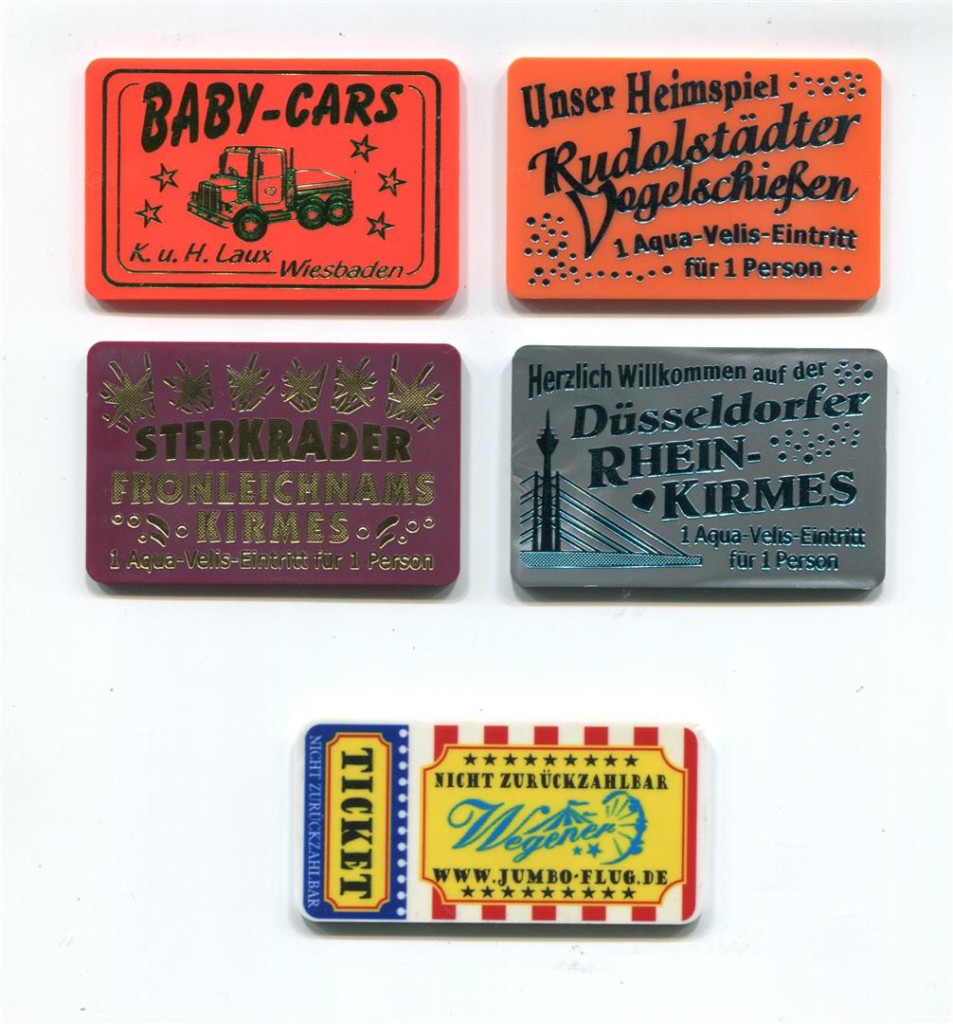 BABY-CARS
K. u. H. Laux
Wiesbaden
Unser Heimspiel
Rudolstädter
Vogelschießen
1 Aqua-Velis-Eintritt
für 1 Person
STERKRADER
FRONLEICHNAMS
KIRMES
1 Aqua-Velis-Eintritt für 1 Person
Herzlich Willkommen auf der
Düsseldorfer
RHEIN-
KIRMES
1 Aqua-Velis-Eintritt
für 1 Person
NICHT ZURÜCKZAHLBAR
TICKET
NICHT ZURÜCKZAHLBAR
Wegener
WWW.JUMBO-FLUG.DE